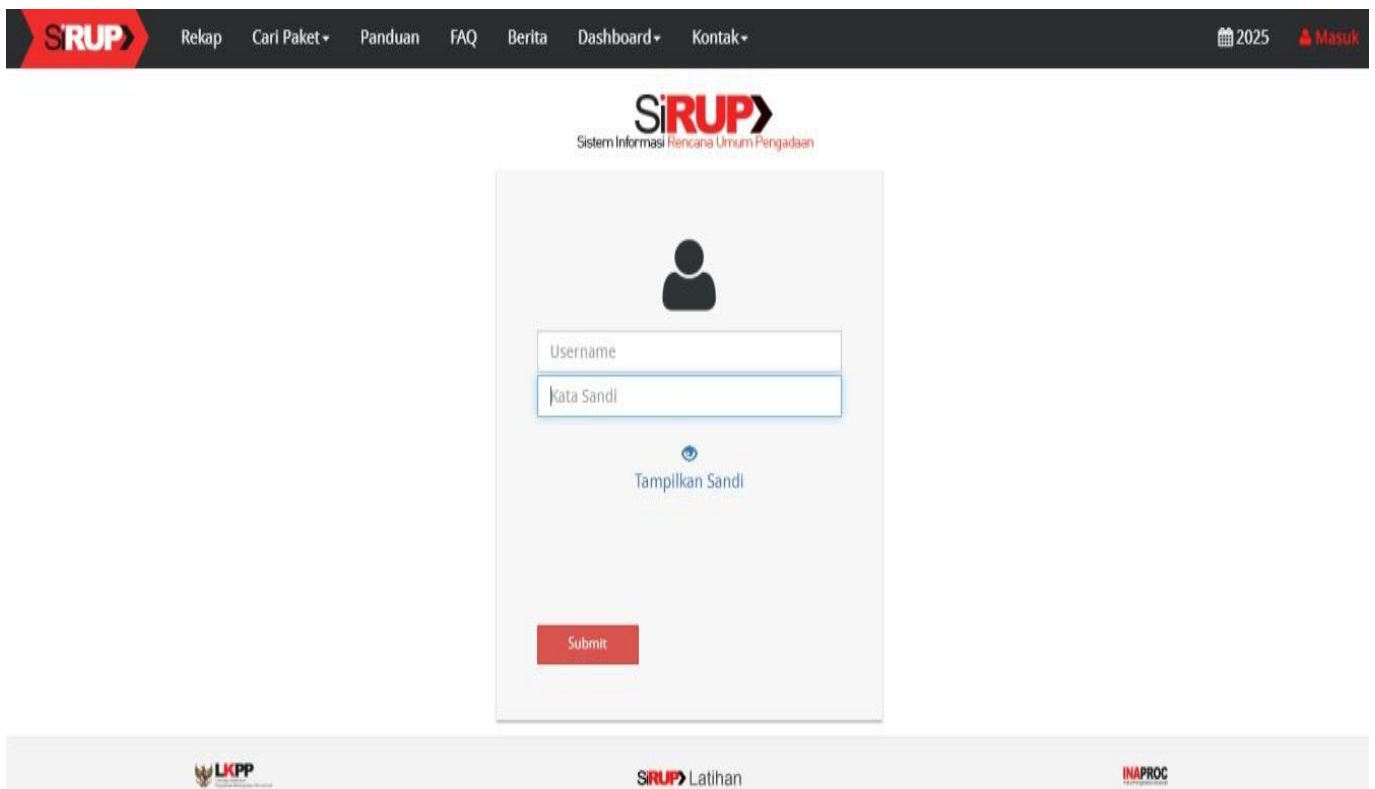 SiRUP Rekap Cari Paket Panduan FAQ Berita Dashboard Kontak 2025 Masuk
SiRUP
Sistem Informasi Rencana Umum Pengadaan
Username
Kata Sandi
Tampilkan Sandi
Submit
LKPP SiRUP Latihan INAPROC